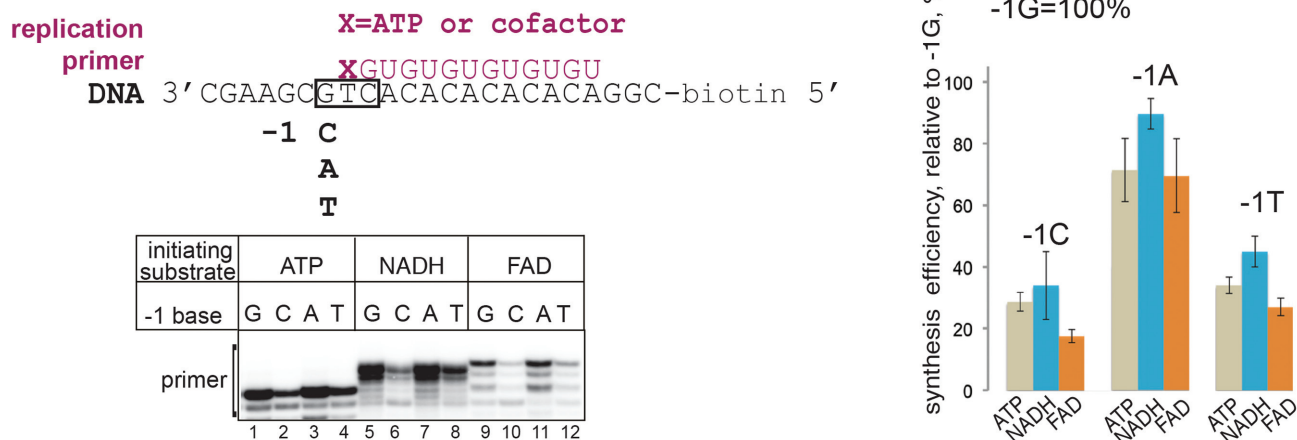 replication
primer
X=ATP or cofactor
XGUGUGUGUGUGU
DNA 3′CGAAGCGTCACACACACACAGGC-biotin 5′
-1 C
A
T
initiating substrate ATP NADH FAD
-1 base G C A T G C A T G C A T
primer
1 2 3 4 5 6 7 8 9 10 11 12
-1G=100%
synthesis efficiency, relative to -1G, %
100
80
60
40
20
0
-1C
-1A
-1T
ATP NADH FAD ATP NADH FAD ATP NADH FAD